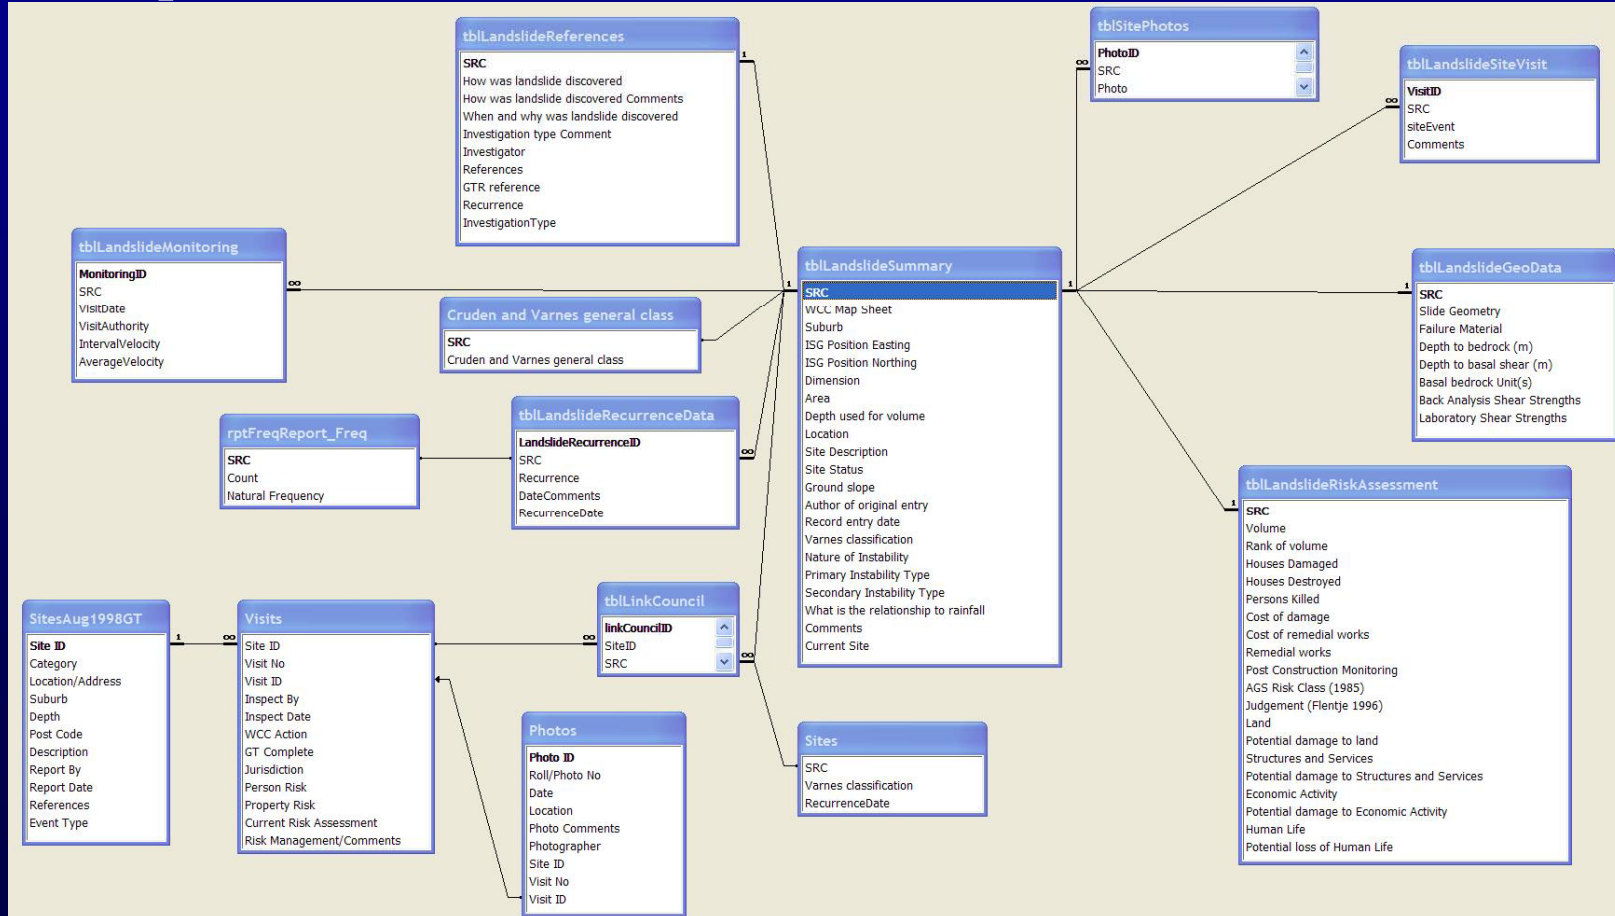 tblLandslideReferences
SRC
How was landslide discovered
How was landslide discovered Comments
When and why was landslide discovered
Investigation type Comment
Investigator
References
GTR reference
Recurrence
InvestigationType
1
tblSitePhotos
PhotoID
SRC
Photo
∞
tblLandslideSiteVisit
VisitID
SRC
siteEvent
Comments
∞
tblLandslideMonitoring
MonitoringID
SRC
VisitDate
VisitAuthority
IntervalVelocity
AverageVelocity
∞
Cruden and Varnes general class
SRC
Cruden and Varnes general class
tblLandslideSummary
1
SRC
1
WCC Map Sheet
Suburb
ISG Position Easting
ISG Position Northing
Dimension
Area
Depth used for volume
Location
Site Description
Site Status
Ground slope
Author of original entry
Record entry date
Varnes classification
Nature of Instability
Primary Instability Type
Secondary Instability Type
What is the relationship to rainfall
Comments
Current Site
tblLandslideGeoData
1
SRC
Slide Geometry
Failure Material
Depth to bedrock (m)
Depth to basal shear (m)
Basal bedrock Unit(s)
Back Analysis Shear Strengths
Laboratory Shear Strengths
rptFreqReport_Freq
SRC
Count
Natural Frequency
tblLandslideRecurrenceData
LandslideRecurrenceID
SRC
Recurrence
DateComments
RecurrenceDate
∞
tblLandslideRiskAssessment
1
SRC
Volume
Rank of volume
Houses Damaged
Houses Destroyed
Persons Killed
Cost of damage
Cost of remedial works
Remedial works
Post Construction Monitoring
AGS Risk Class (1985)
Judgement (Flentje 1996)
Land
Potential damage to land
Structures and Services
Potential damage to Structures and Services
Economic Activity
Potential damage to Economic Activity
Human Life
Potential loss of Human Life
SitesAug1998GT
Site ID
Category
Location/Address
Suburb
Depth
Post Code
Description
Report By
Report Date
References
Event Type
1
∞
Visits
Site ID
Visit No
Visit ID
Inspect By
Inspect Date
WCC Action
GT Complete
Jurisdiction
Person Risk
Property Risk
Current Risk Assessment
Risk Management/Comments
tblLinkCouncil
linkCouncilID
SiteID
SRC
∞
∞
Photos
Photo ID
Roll/Photo No
Date
Location
Photo Comments
Photographer
Site ID
Visit No
Visit ID
Sites
SRC
Varnes classification
RecurrenceDate